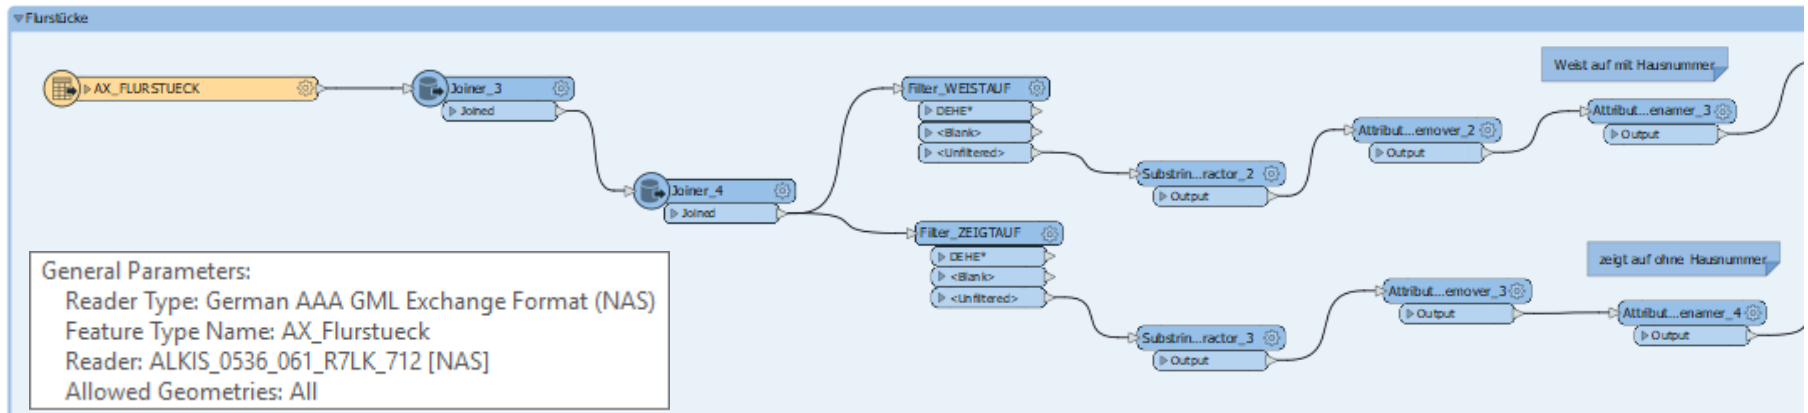 Flurstücke
AX_FLURSTUECK
Joiner_3
Joined
Joiner_4
Joined
Filter_WEISTAUF
DEHE*
<Blank>
<Unfiltered>
Substrin...ractor_2
Output
Attribut...emover_2
Output
Weist auf mit Hausnummer
Attribut...enamer_3
Output
Filter_ZEIGTAUF
DEHE*
<Blank>
<Unfiltered>
Substrin...ractor_3
Output
Attribut...emover_3
Output
zeigt auf ohne Hausnummer
Attribut...enamer_4
Output
General Parameters:
Reader Type: German AAA GML Exchange Format (NAS)
Feature Type Name: AX_Flurstueck
Reader: ALKIS_0536_061_R7LK_712 [NAS]
Allowed Geometries: All